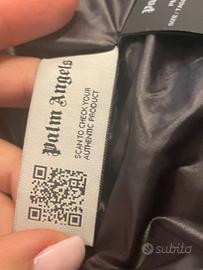 Palm Angels
SCAN TO CHECK YOUR
AUTHENTIC PRODUCT
subito